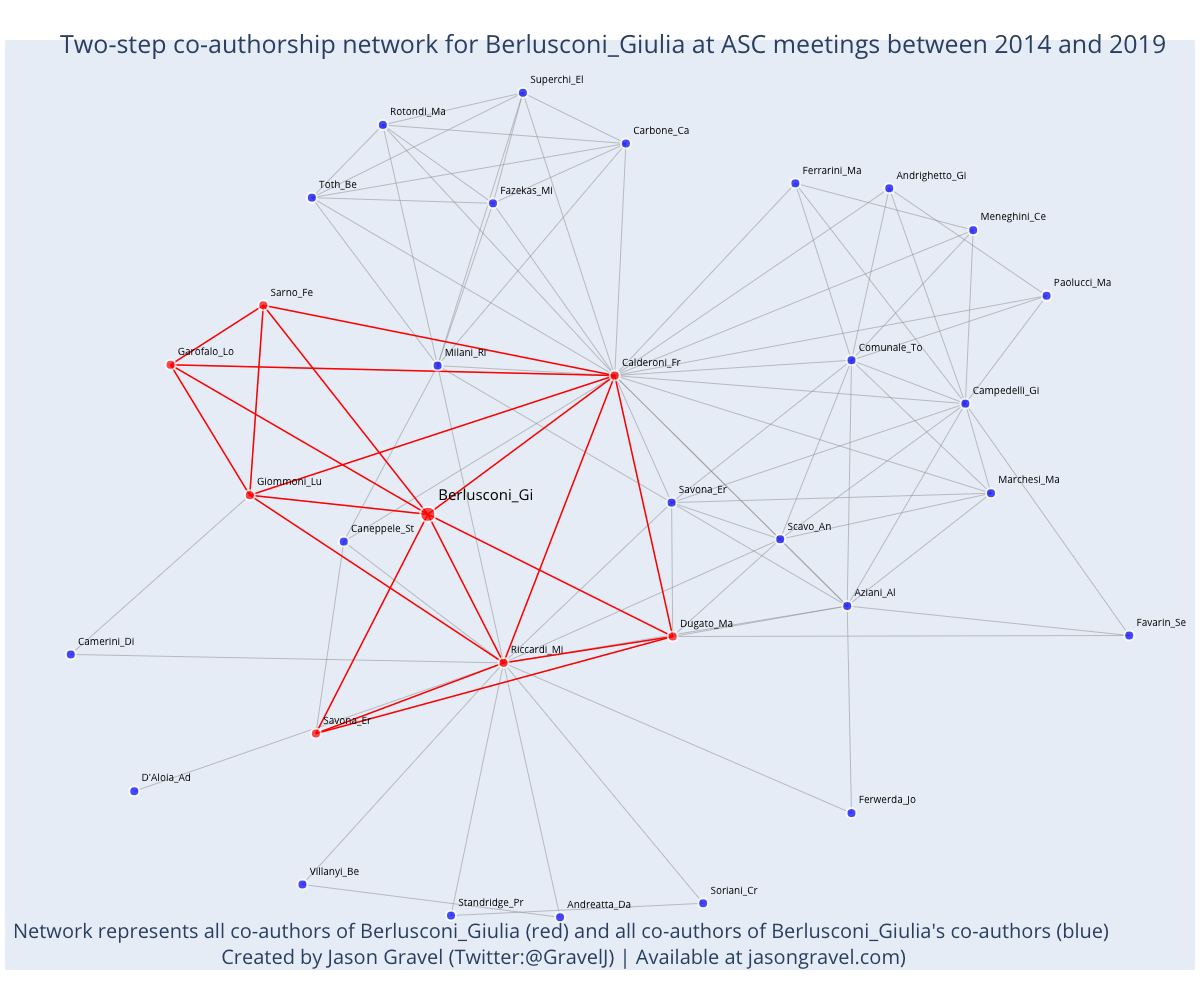 Two-step co-authorship network for Berlusconi_Giulia at ASC meetings between 2014 and 2019
Superchi_El
Rotondi_Ma
Carbone_Ca
Ferrarini_Ma
Andrighetto_Gi
Toth_Be
Fazekas_Mi
Meneghini_Ce
Paolucci_Ma
Sarno_Fe
Garofalo_Lo
Milani_Ri
Comunale_To
Calderoni_Fr
Campedelli_Gi
Giommoni_Lu
Marchesi_Ma
Savona_Er
Berlusconi_Gi
Caneppele_St
Scavo_An
Aziani_Al
Dugato_Ma
Favarin_Se
Camerini_Di
Riccardi_Mi
Savona_Er
D'Aloia_Ad
Ferwerda_Jo
Villanyi_Be
Soriani_Cr
Standridge_Pr
Andreatta_Da
Network represents all co-authors of Berlusconi_Giulia (red) and all co-authors of Berlusconi_Giulia's co-authors (blue)
Created by Jason Gravel (Twitter:@GravelJ) | Available at jasongravel.com)